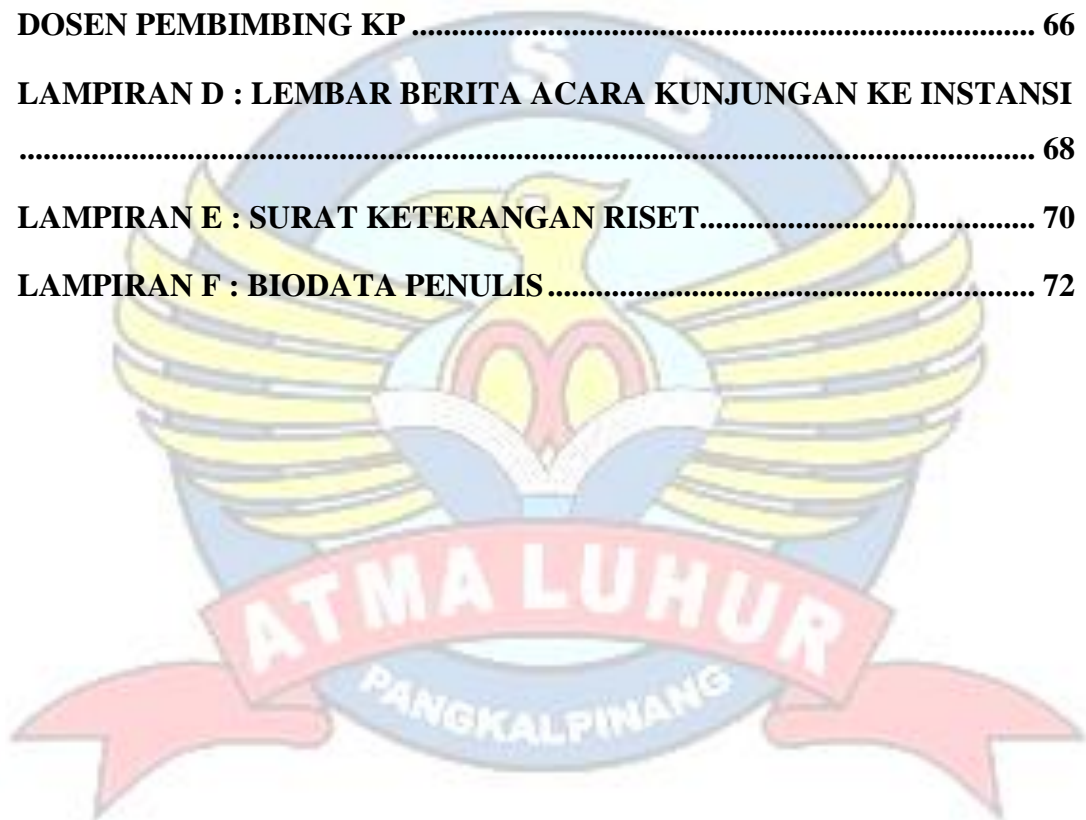 DOSEN PEMBIMBING KP ............................................................................... 66
LAMPIRAN D : LEMBAR BERITA ACARA KUNJUNGAN KE INSTANSI
................................................................................................................................. 68
LAMPIRAN E : SURAT KETERANGAN RISET.......................................... 70
LAMPIRAN F : BIODATA PENULIS .............................................................. 72
I S B
ATMA LUHUR
PANGKALPINANG